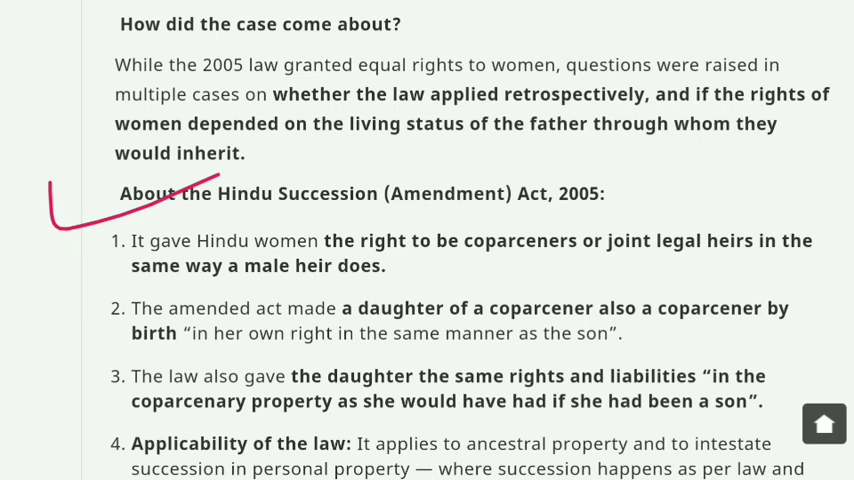 How did the case come about?
While the 2005 law granted equal rights to women, questions were raised in
multiple cases on whether the law applied retrospectively, and if the rights of
women depended on the living status of the father through whom they
would inherit.
About the Hindu Succession (Amendment) Act, 2005:
1. It gave Hindu women the right to be coparceners or joint legal heirs in the
same way a male heir does.
2. The amended act made a daughter of a coparcener also a coparcener by
birth “in her own right in the same manner as the son”.
3. The law also gave the daughter the same rights and liabilities “in the
coparcenary property as she would have had if she had been a son”.
4. Applicability of the law: It applies to ancestral property and to intestate
succession in personal property — where succession happens as per law and